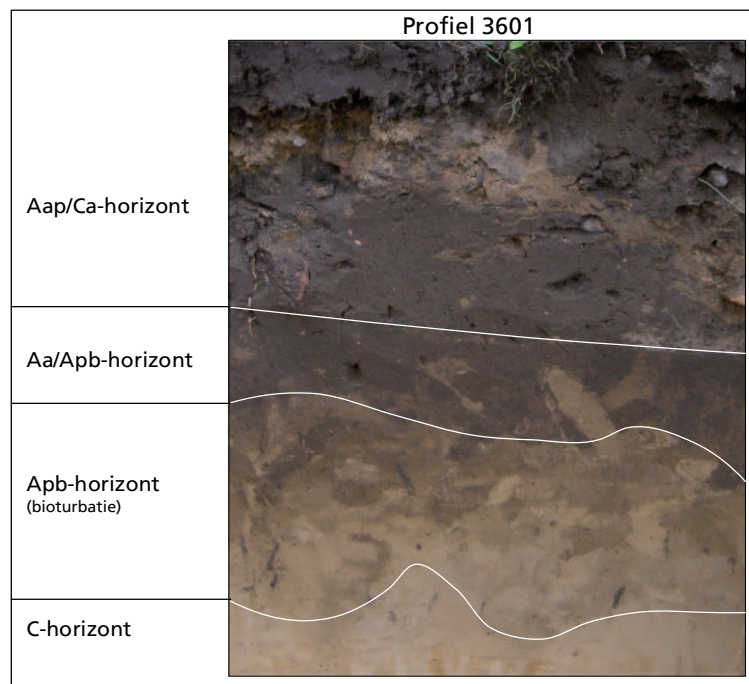 Profiel 3601
Aap/Ca-horizont
Aa/Apb-horizont
Apb-horizont
(bioturbatie)
C-horizont